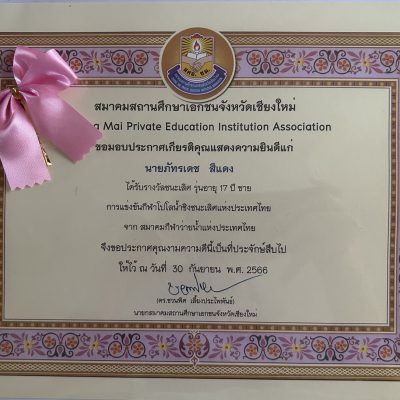 สมาคมสถานศึกษาเอกชนจังหวัดเชียงใหม่
Mai Private Education Institution Association
ขอมอบประกาศเกียรติคุณแสดงความยินดีแก่
นายภัทรเดช สีแดง
ได้รับรางวัลชนะเลิศ รุ่นอายุ 17 ปี ชาย
การแข่งขันกีฬาโปโลน้ำชิงชนะเลิศแห่งประเทศไทย
จาก สมาคมกีฬาว่ายน้ำแห่งประเทศไทย
จึงขอประกาศคุณงามความดีนี้เป็นที่ประจักษ์สืบไป
ให้ไว้ ณ วันที่ 30 กันยายน พ.ศ. 2566
นายกสมาคมสถานศึกษาเอกชนจังหวัดเชียงใหม่